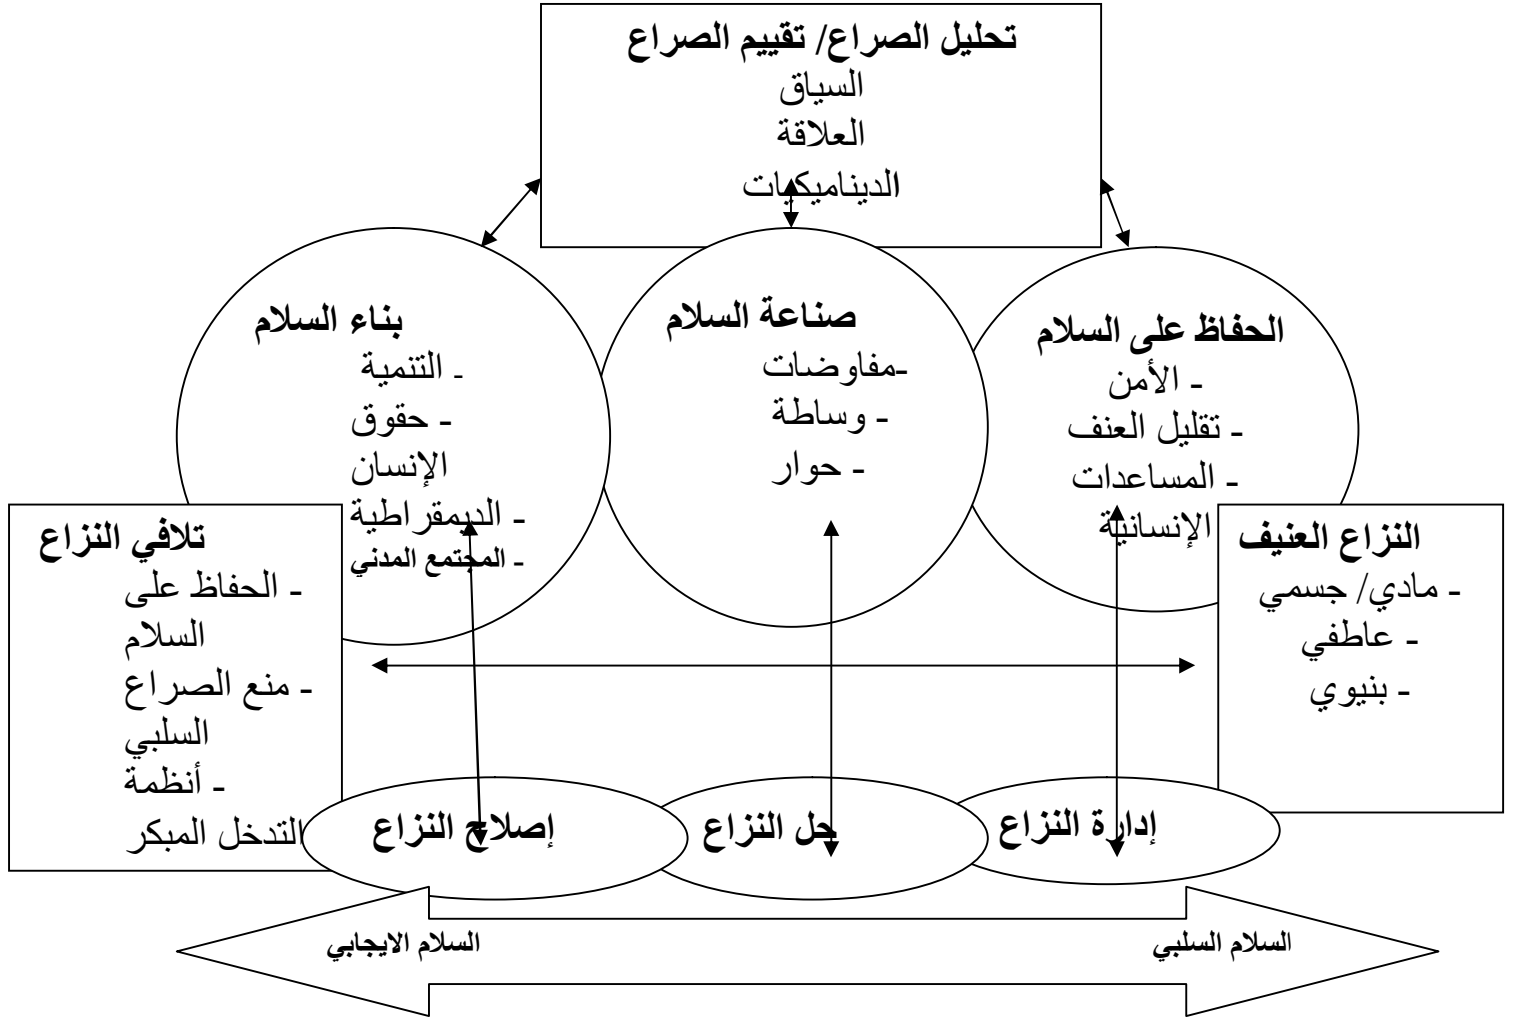 تحليل الصراع/ تقييم الصراع
السياق
العلاقة
الديناميكيات
الحفاظ على السلام
- الأمن
- تقليل العنف
- المساعدات
الإنسانية
صناعة السلام
-مفاوضات
- وساطة
- حوار
بناء السلام
- التنمية
- حقوق
الإنسان
- الديمقراطية
- المجتمع المدني
النزاع العنيف
- مادي/ جسمي
- عاطفي
- بنيوي
تلافي النزاع
- الحفاظ على
السلام
- منع الصراع
السلبي
- أنظمة
التدخل المبكر
إدارة النزاع
حل النزاع
إصلاح النزاع
السلام السلبي
السلام الايجابي